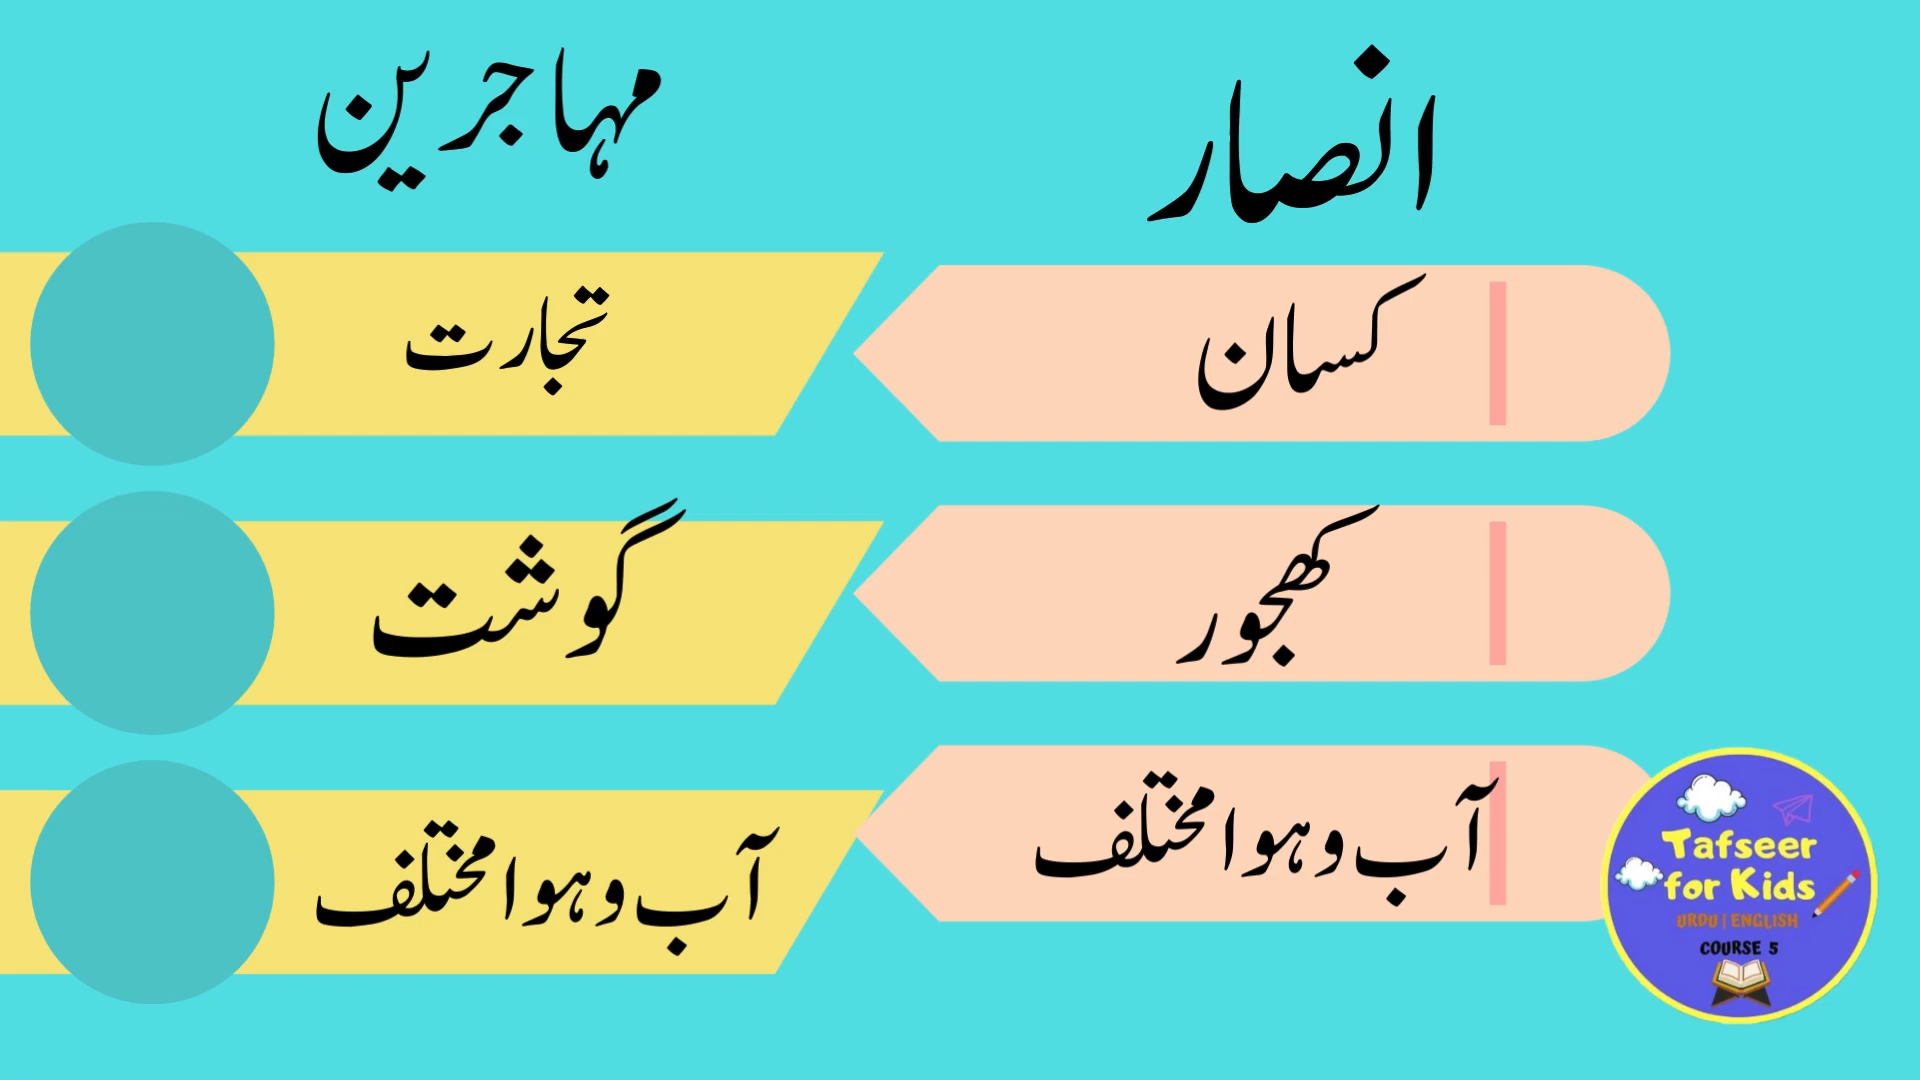 انصار
مہاجرین
کسان
تجارت
کھجور
گوشت
آب و ہوا مختلف
آب و ہوا مختلف
Tafseer
for Kids
URDU | ENGLISH
COURSE 5